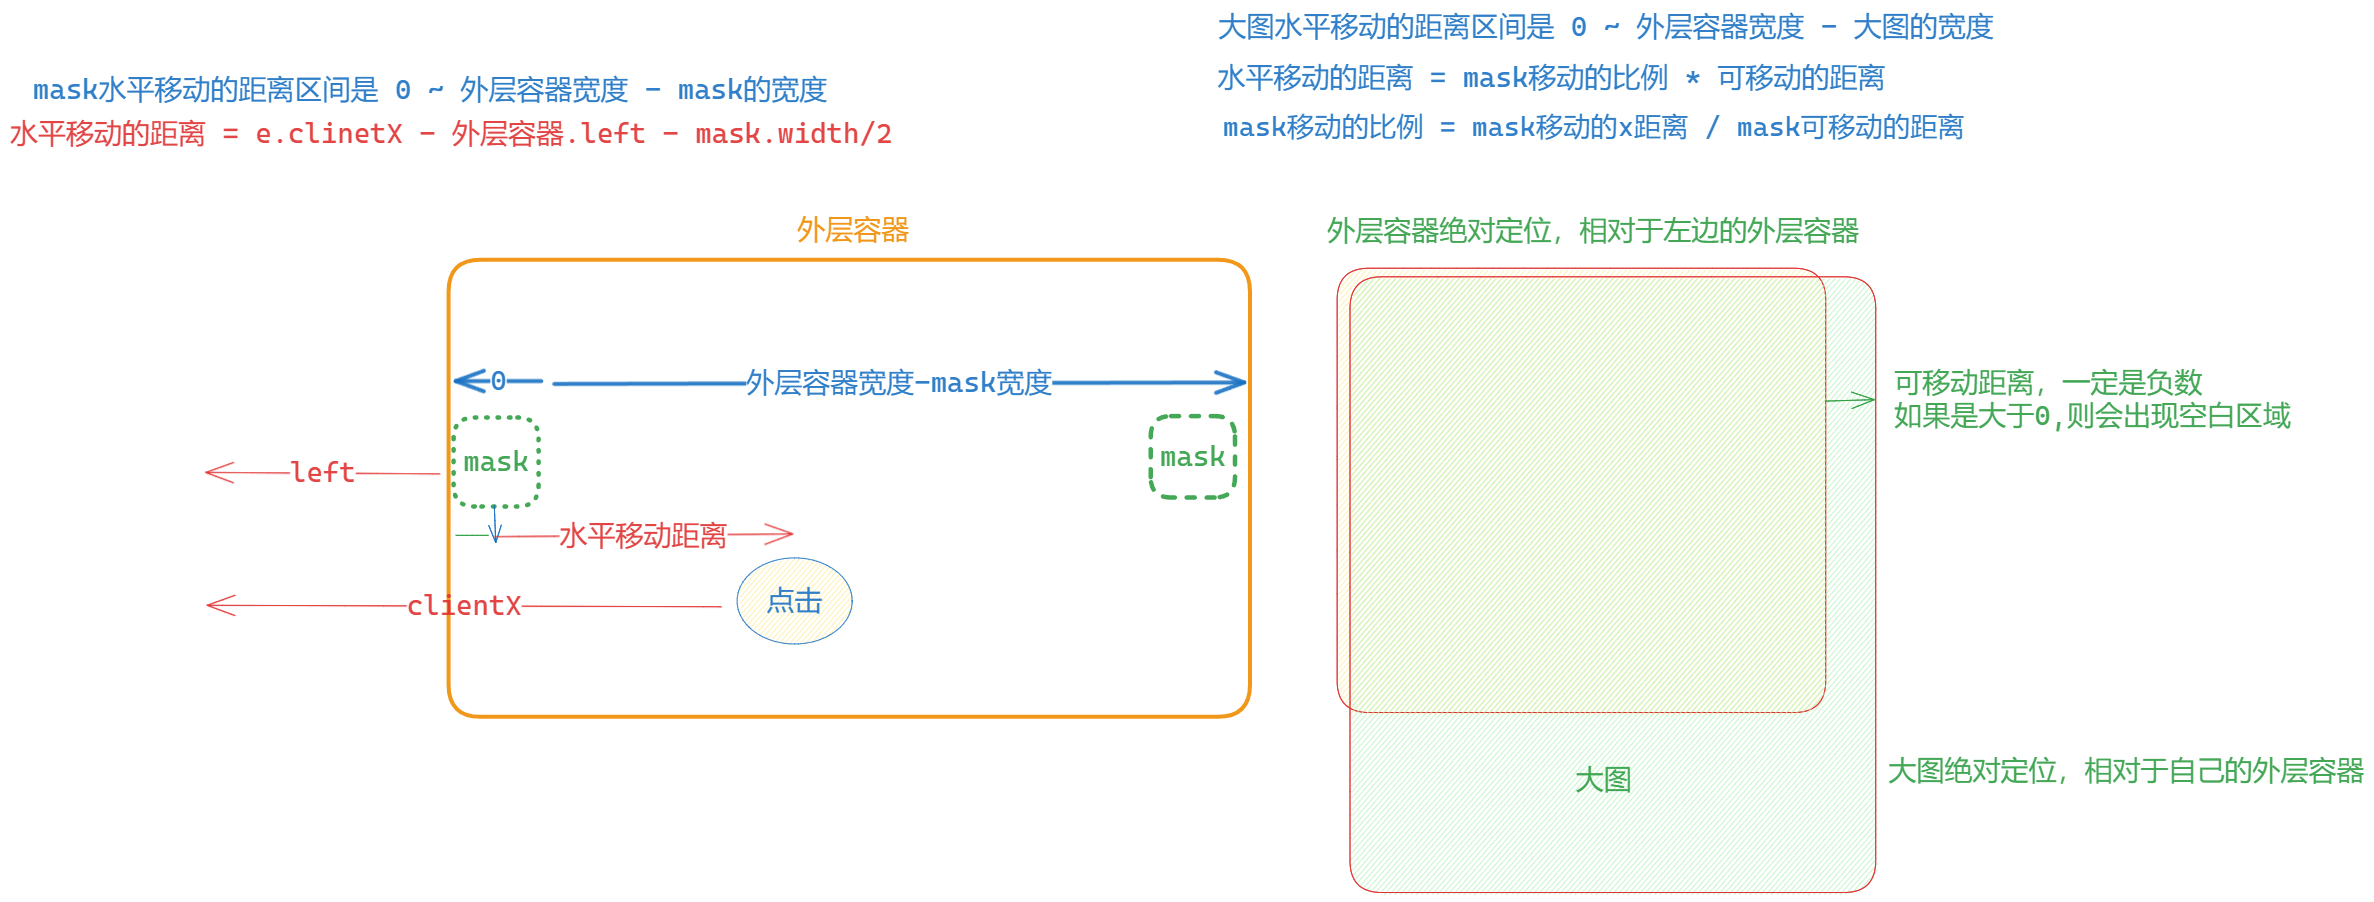 大图水平移动的距离区间是 0 ~ 外层容器宽度 - 大图的宽度
水平移动的距离 = mask移动的比例 * 可移动的距离
mask移动的比例 = mask移动的x距离 / mask可移动的距离
mask水平移动的距离区间是 0 ~ 外层容器宽度 - mask的宽度
水平移动的距离 = e.clinetX - 外层容器.left - mask.width/2
外层容器
外层容器绝对定位，相对于左边的外层容器
0
外层容器宽度-mask宽度
可移动距离，一定是负数
如果是大于0,则会出现空白区域
mask
mask
left
水平移动距离
clientX
点击
大图
大图绝对定位，相对于自己的外层容器